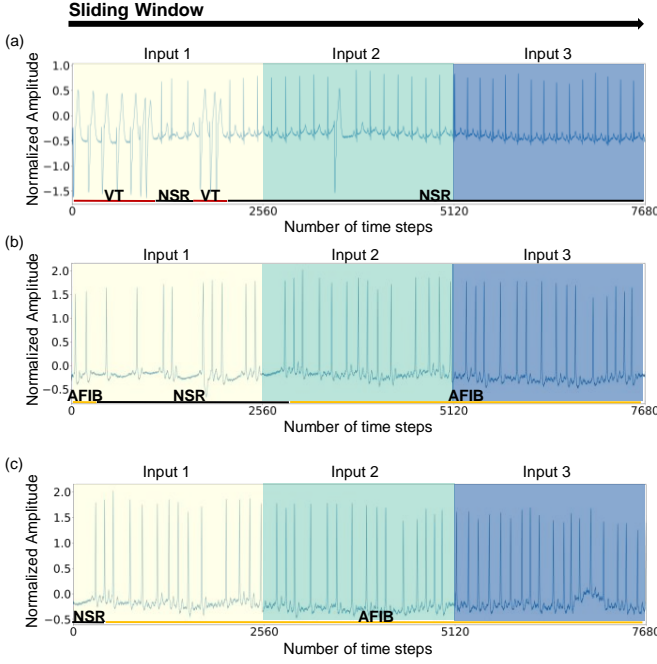 Sliding Window
(a)
Input 1 Input 2 Input 3
Normalized Amplitude
1.0
0.5
0.0
−0.5
−1.0
−1.5
VT NSR VT NSR
0 2560 5120 7680
Number of time steps
(b)
Input 1 Input 2 Input 3
Normalized Amplitude
2.0
1.5
1.0
0.5
0.0
−0.5
AFIB NSR AFIB
0 2560 5120 7680
Number of time steps
(c)
Input 1 Input 2 Input 3
Normalized Amplitude
2.0
1.5
1.0
0.5
0.0
−0.5
NSR AFIB
0 2560 5120 7680
Number of time steps